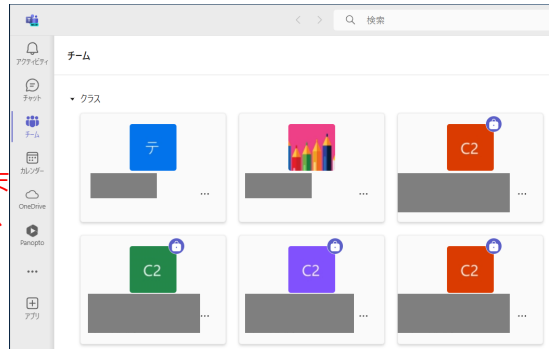 検索
アクティビティ
チーム
チャット
クラス
チーム
カレンダー
OneDrive
Panopto
アプリ
テ
C2
C2
C2
C2